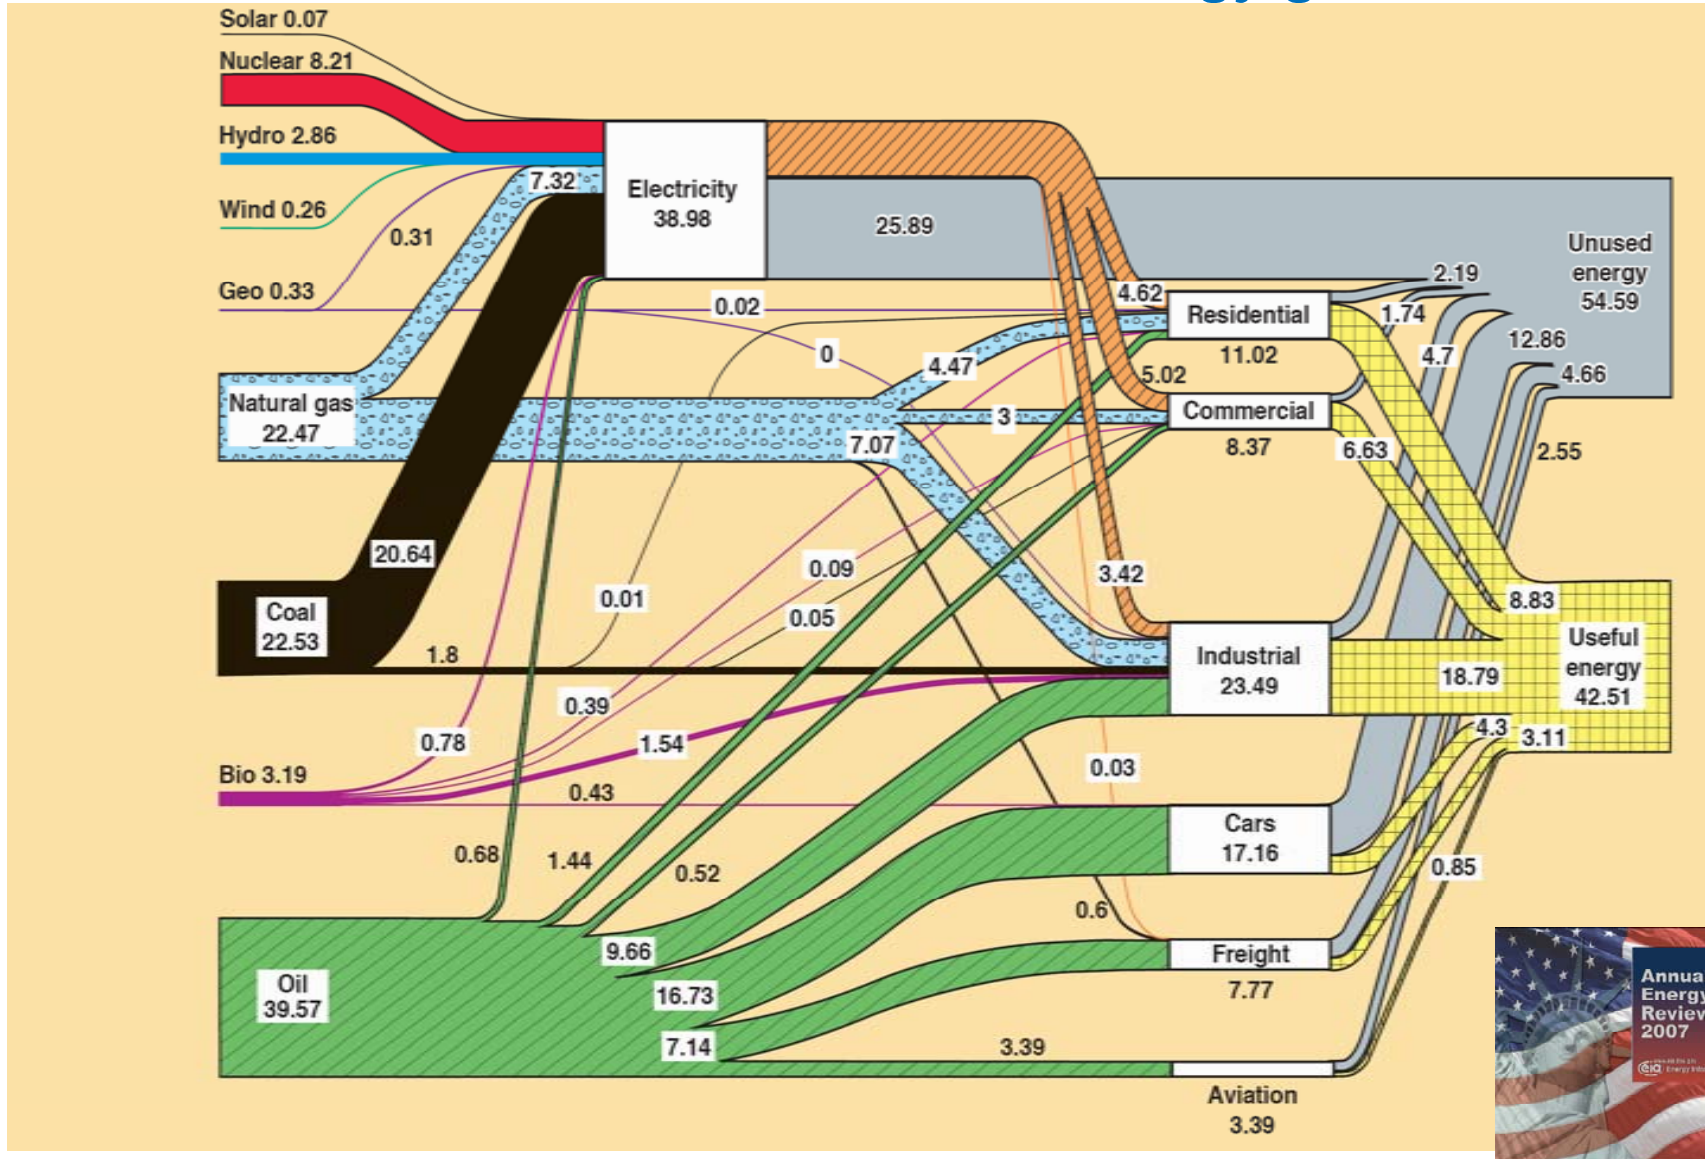 Solar 0.07
Nuclear 8.21
Hydro 2.86
7.32
Electricity
38.98
Wind 0.26
0.31
25.89
Unused
energy
54.59
Geo 0.33
0.02
4.62
2.19
Residential
11.02
1.74
0
4.47
4.7
12.86
4.66
Natural gas
22.47
5.02
3
Commercial
8.37
7.07
6.63
2.55
20.64
0.09
3.42
Coal
22.53
0.01
0.05
8.83
1.8
Industrial
23.49
18.79
Useful
energy
42.51
0.39
0.78
1.54
4.3
3.11
Bio 3.19
0.43
0.03
Cars
17.16
0.68
1.44
0.52
0.85
0.6
9.66
Freight
7.77
Oil
39.57
16.73
7.14
3.39
Aviation
3.39
Annua
Energy
Review
2007
eia